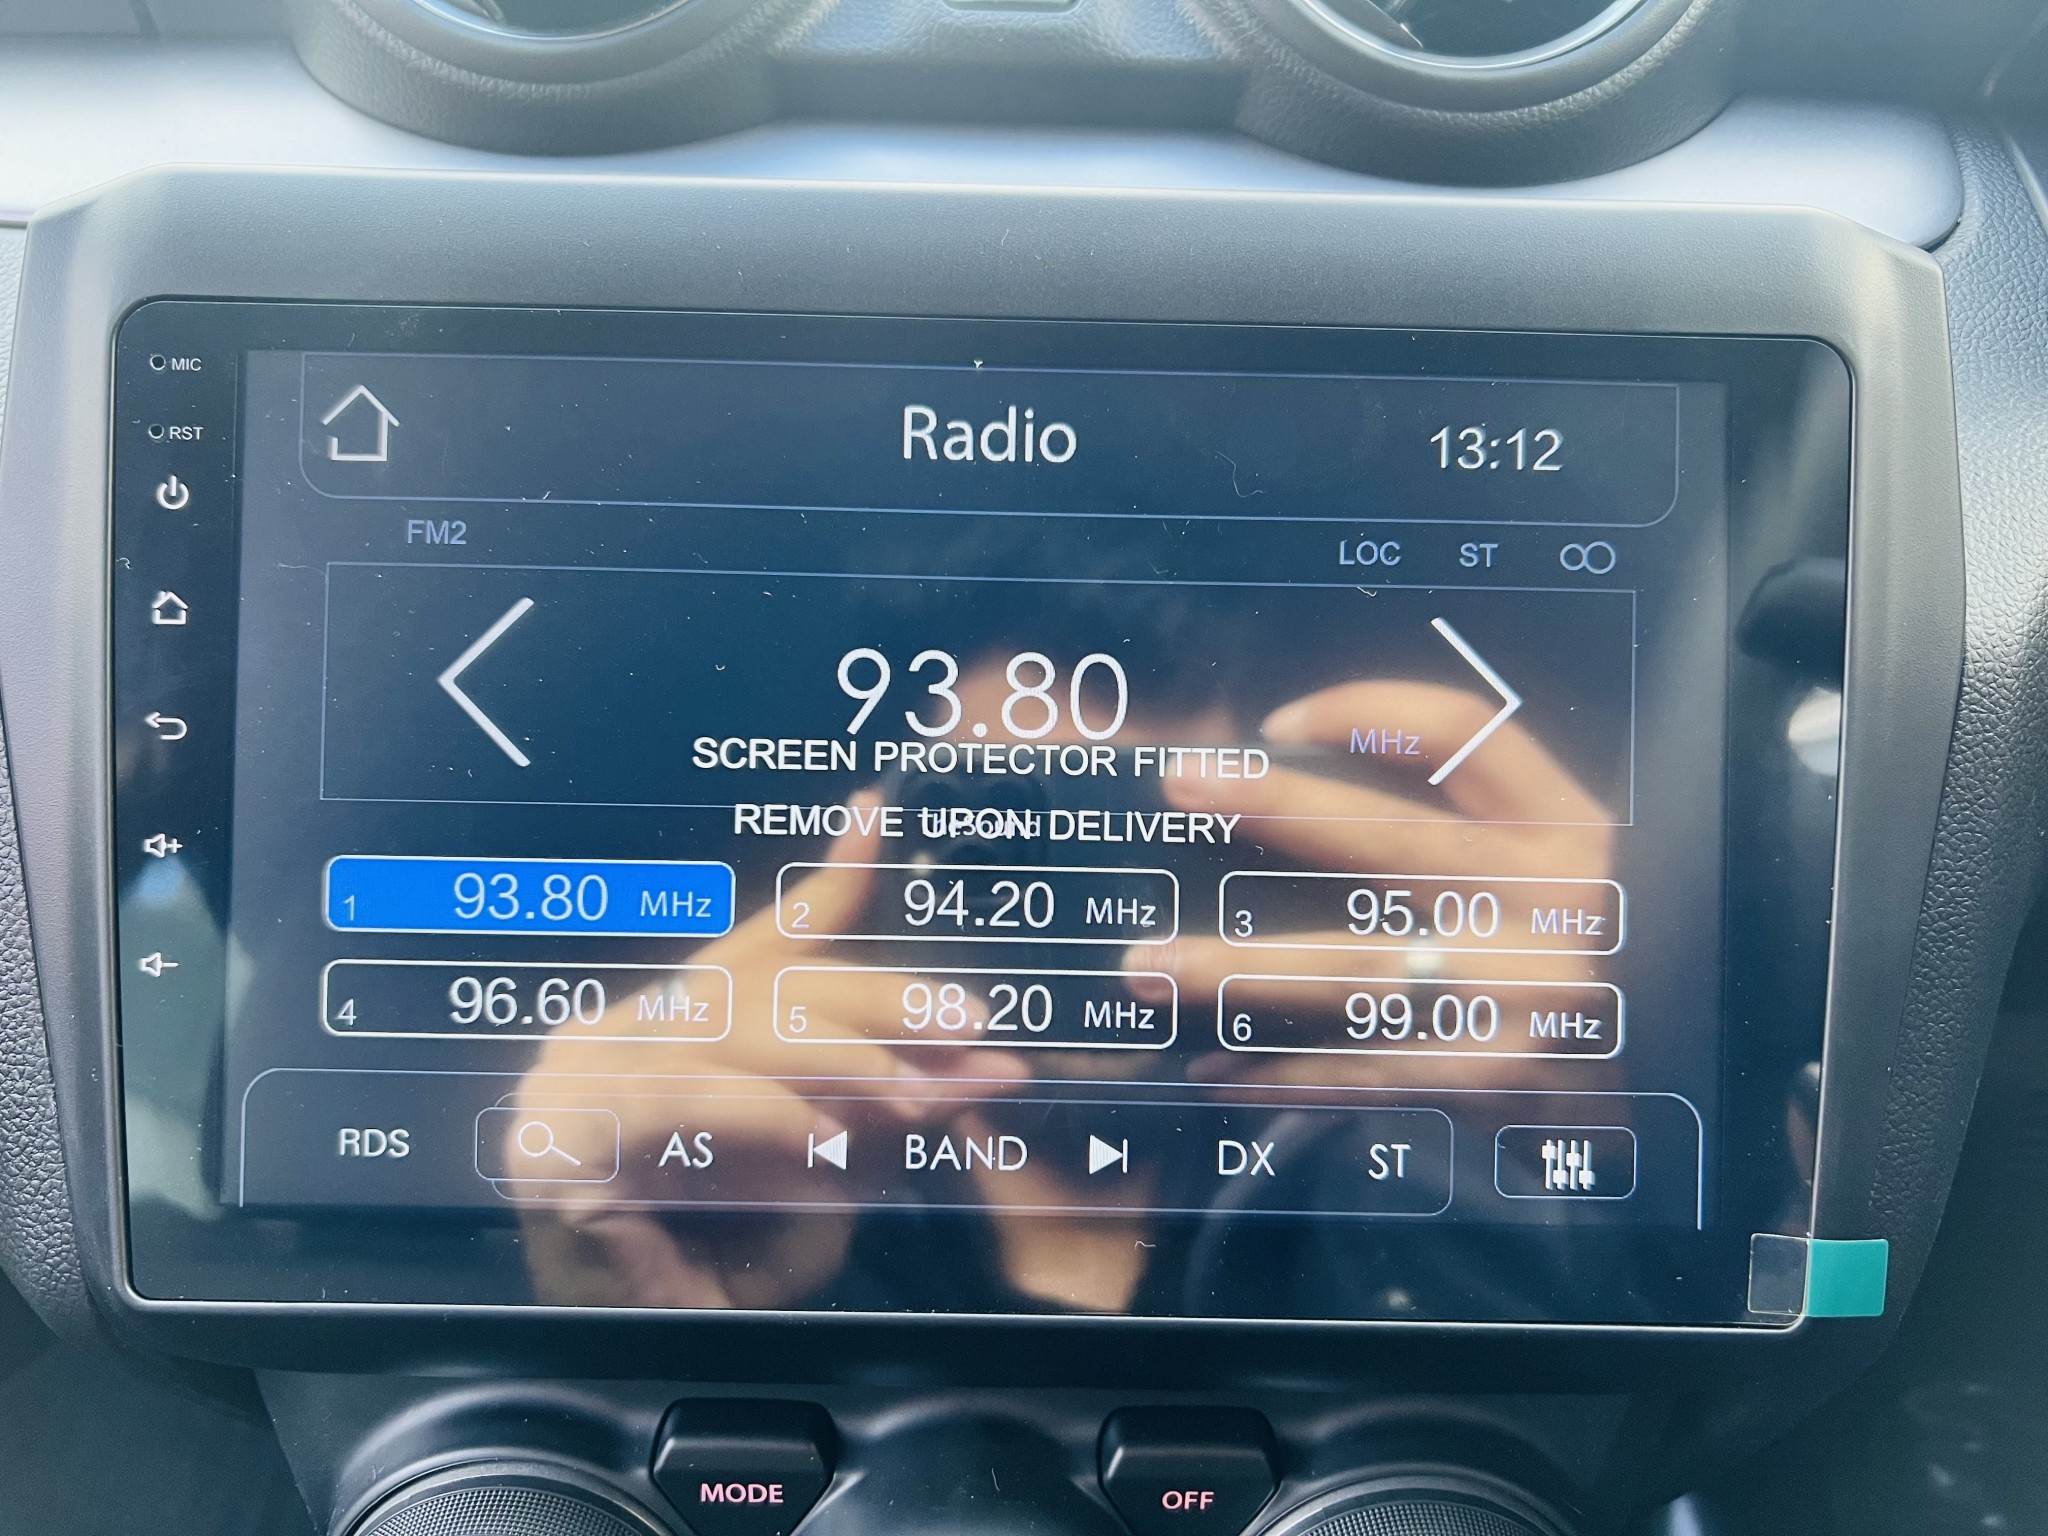 MIC
RST
Radio
13:12
FM2
LOC ST
93.80
MHz
SCREEN PROTECTOR FITTED
REMOVE UPON DELIVERY
TheSound
1 93.80 MHz
2 94.20 MHz
3 95.00 MHz
4 96.60 MHz
5 98.20 MHz
6 99.00 MHz
RDS
AS
BAND
DX
ST
MODE
OFF